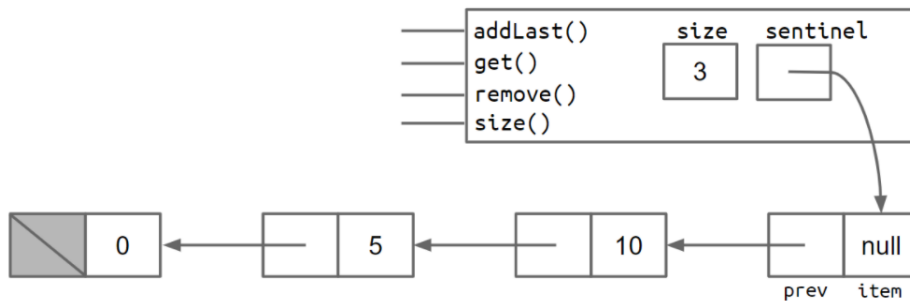 addLast()
size
sentinel
get()
3
remove()
size()
0
5
10
null
prev
item